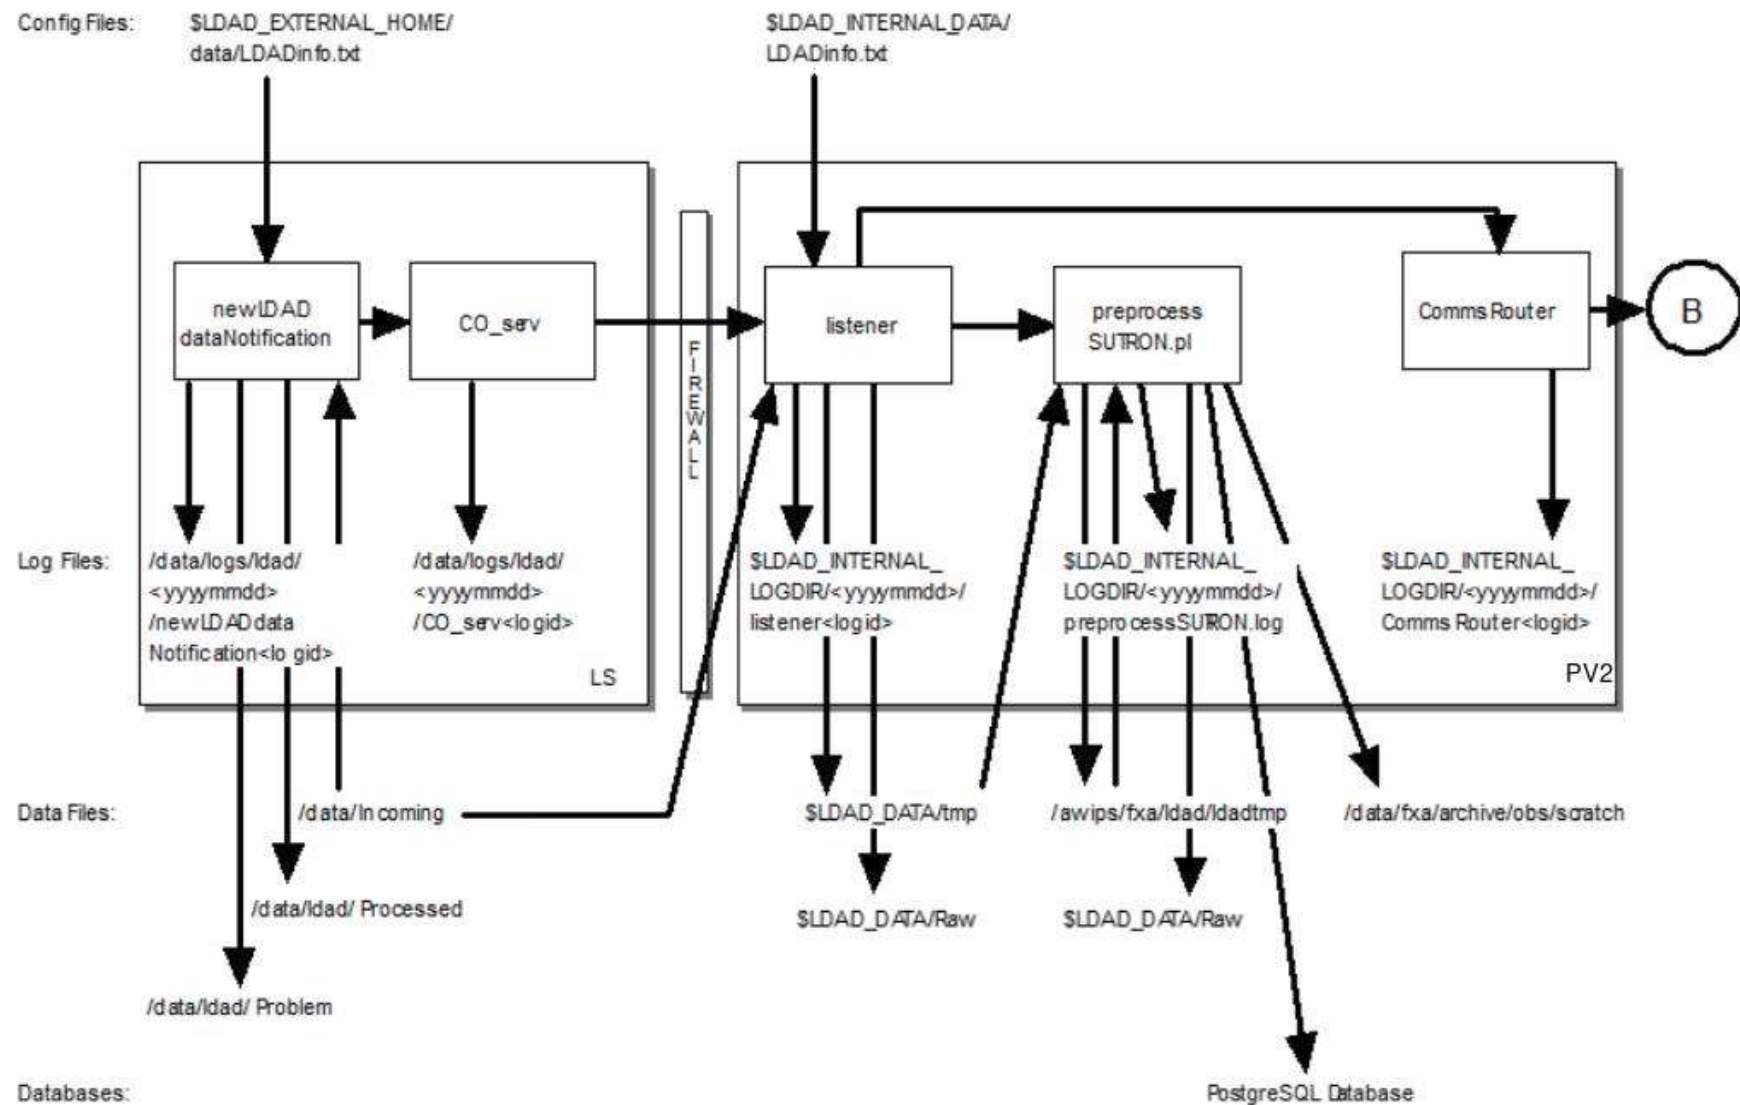 Config Files:
$LDAD_EXTERNAL_HOME/
data/LDADinfo.txt
$LDAD_INTERNAL_DATA/
LDADinfo.txt
newLDAD
dataNotification
CO_serv
FIREWALL
listener
preprocess
SUTRON.pl
CommsRouter
B
Log Files:
/data/logs/ldad/
<yyyymmdd>
/newLDADdata
Notification<logid>
/data/logs/ldad/
<yyyymmdd>
/CO_serv<logid>
$LDAD_INTERNAL_
LOGDIR/<yyyymmdd>/
listener<logid>
$LDAD_INTERNAL_
LOGDIR/<yyyymmdd>/
preprocessSUTRON.log
$LDAD_INTERNAL_
LOGDIR/<yyyymmdd>/
Comms Router<logid>
LS
PV2
Data Files:
/data/Incoming
$LDAD_DATA/tmp
/awips/fxa/ldad/ldadtmp
/data/fxa/archive/obs/scratch
/data/ldad/ Processed
$LDAD_DATA/Raw
$LDAD_DATA/Raw
/data/ldad/ Problem
Databases:
PostgreSQL Database